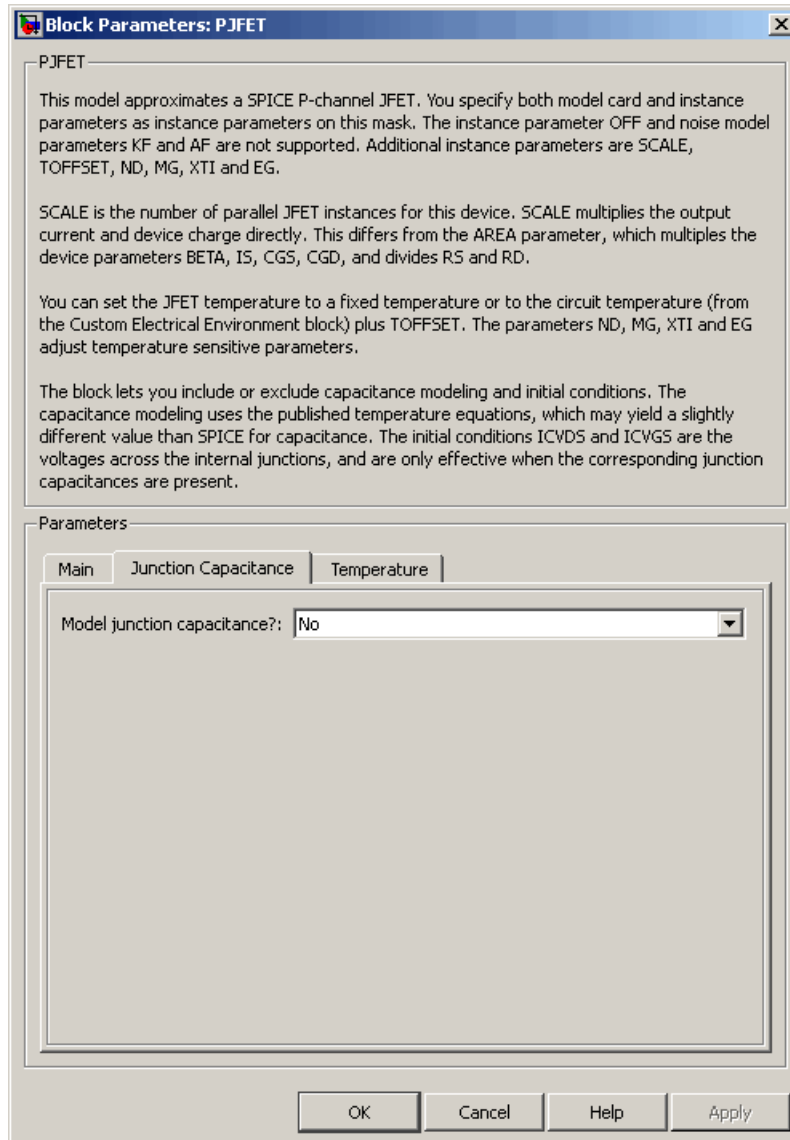 Block Parameters: PJFET
PJFET
This model approximates a SPICE P-channel JFET. You specify both model card and instance
parameters as instance parameters on this mask. The instance parameter OFF and noise model
parameters KF and AF are not supported. Additional instance parameters are SCALE,
TOFFSET, ND, MG, XTI and EG.
SCALE is the number of parallel JFET instances for this device. SCALE multiplies the output
current and device charge directly. This differs from the AREA parameter, which multiples the
device parameters BETA, IS, CGS, CGD, and divides RS and RD.
You can set the JFET temperature to a fixed temperature or to the circuit temperature (from
the Custom Electrical Environment block) plus TOFFSET. The parameters ND, MG, XTI and EG
adjust temperature sensitive parameters.
The block lets you include or exclude capacitance modeling and initial conditions. The
capacitance modeling uses the published temperature equations, which may yield a slightly
different value than SPICE for capacitance. The initial conditions ICVDS and ICVGS are the
voltages across the internal junctions, and are only effective when the corresponding junction
capacitances are present.
Parameters
Main Junction Capacitance Temperature
Model junction capacitance?: No
OK Cancel Help Apply